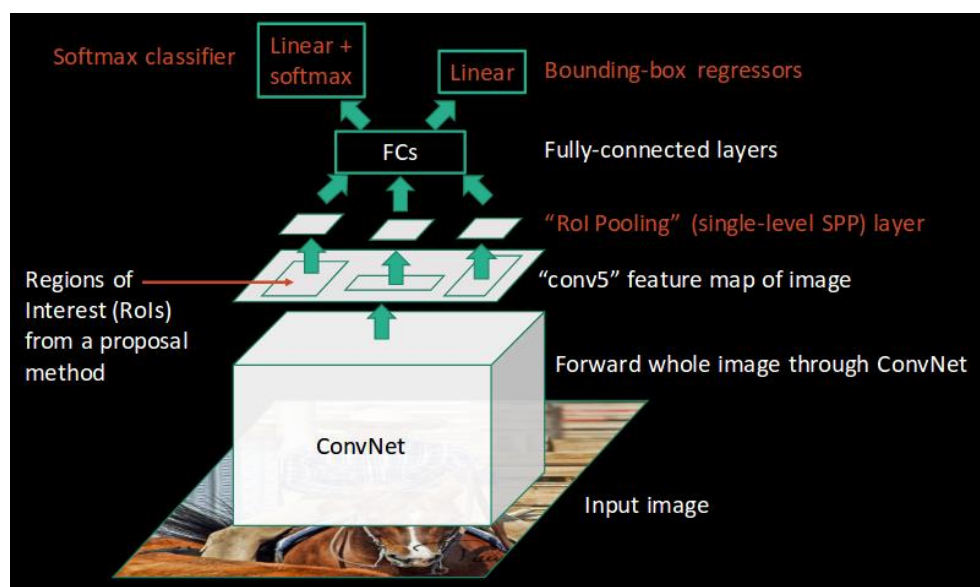 Softmax classifier
Linear +
softmax
Linear
Bounding-box regressors
FCs
Fully-connected layers
“RoI Pooling” (single-level SPP) layer
Regions of
Interest (RoIs)
from a proposal
method
“conv5” feature map of image
Forward whole image through ConvNet
ConvNet
Input image